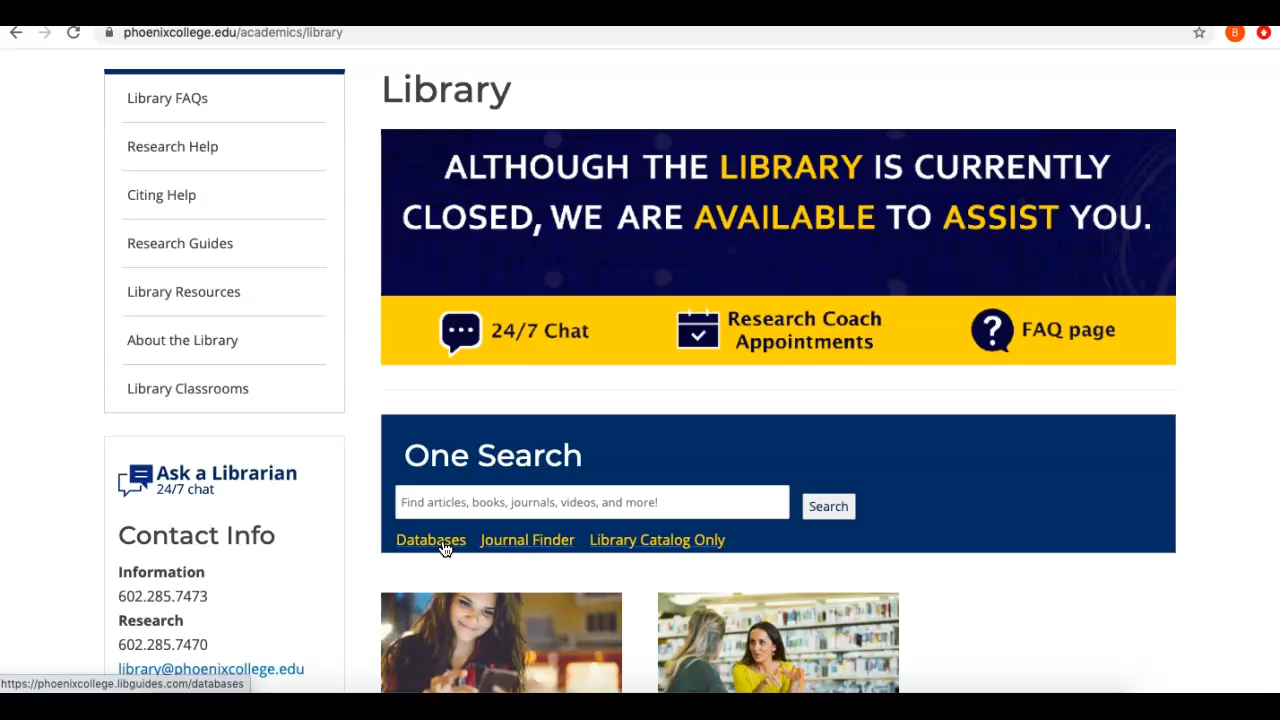 phoenixcollege.edu/academics/library
B
Library FAQs
Research Help
Citing Help
Research Guides
Library Resources
About the Library
Library Classrooms
Ask a Librarian
24/7 chat
Contact Info
Information
602.285.7473
Research
602.285.7470
library@phoenixcollege.edu
Library
ALTHOUGH THE LIBRARY IS CURRENTLY
CLOSED, WE ARE AVAILABLE TO ASSIST YOU.
24/7 Chat
Research Coach
Appointments
? FAQ page
One Search
Find articles, books, journals, videos, and more!
Search
Databases Journal Finder Library Catalog Only
https://phoenixcollege.libguides.com/databases